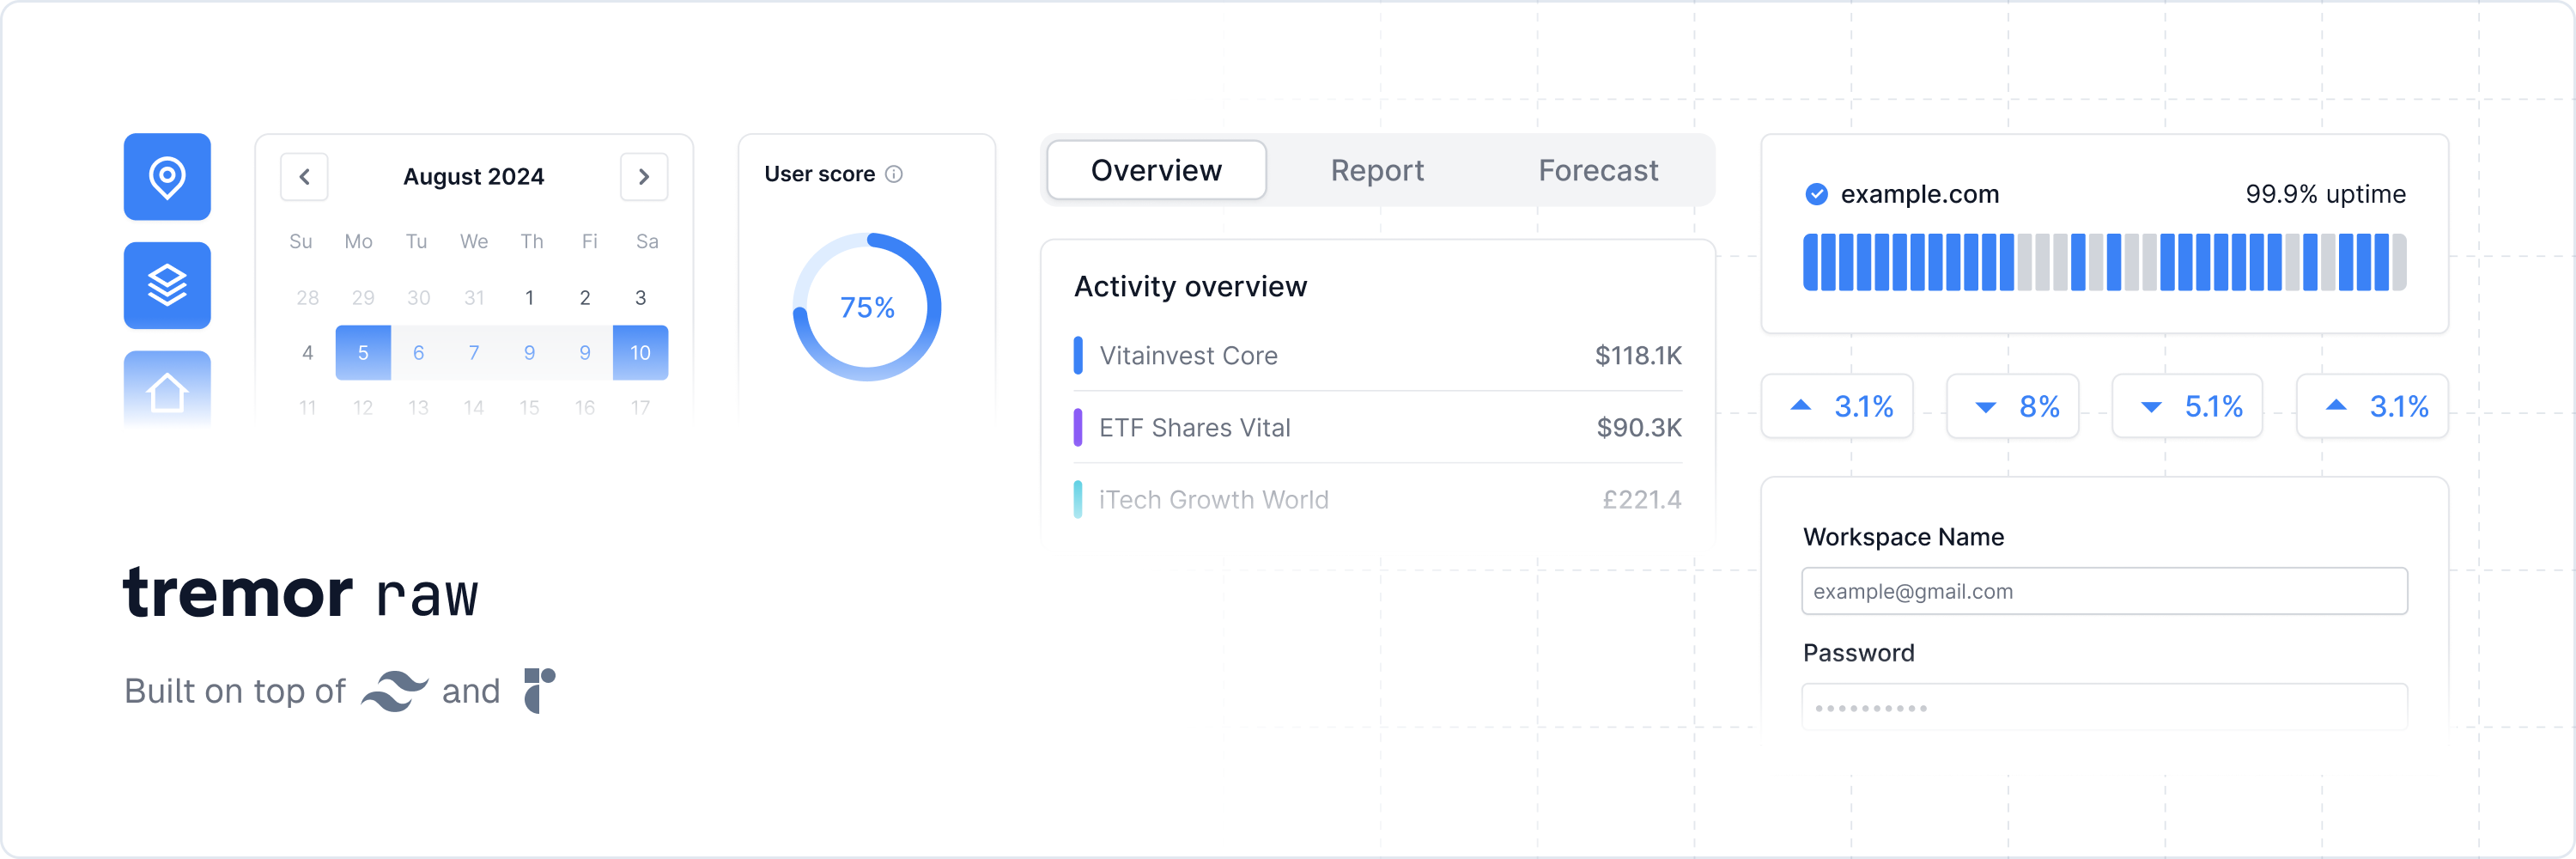 August 2024
Su Mo Tu We Th Fi Sa
28 29 30 31 1 2 3
4 5 6 7 9 9 10
11 12 13 14 15 16 17
User score
75%
Overview Report Forecast
Activity overview
Vitainvest Core $118.1K
ETF Shares Vital $90.3K
iTech Growth World £221.4
example.com 99.9% uptime
3.1% 8% 5.1% 3.1%
Workspace Name
example@gmail.com
Password
tremor raw
Built on top of and